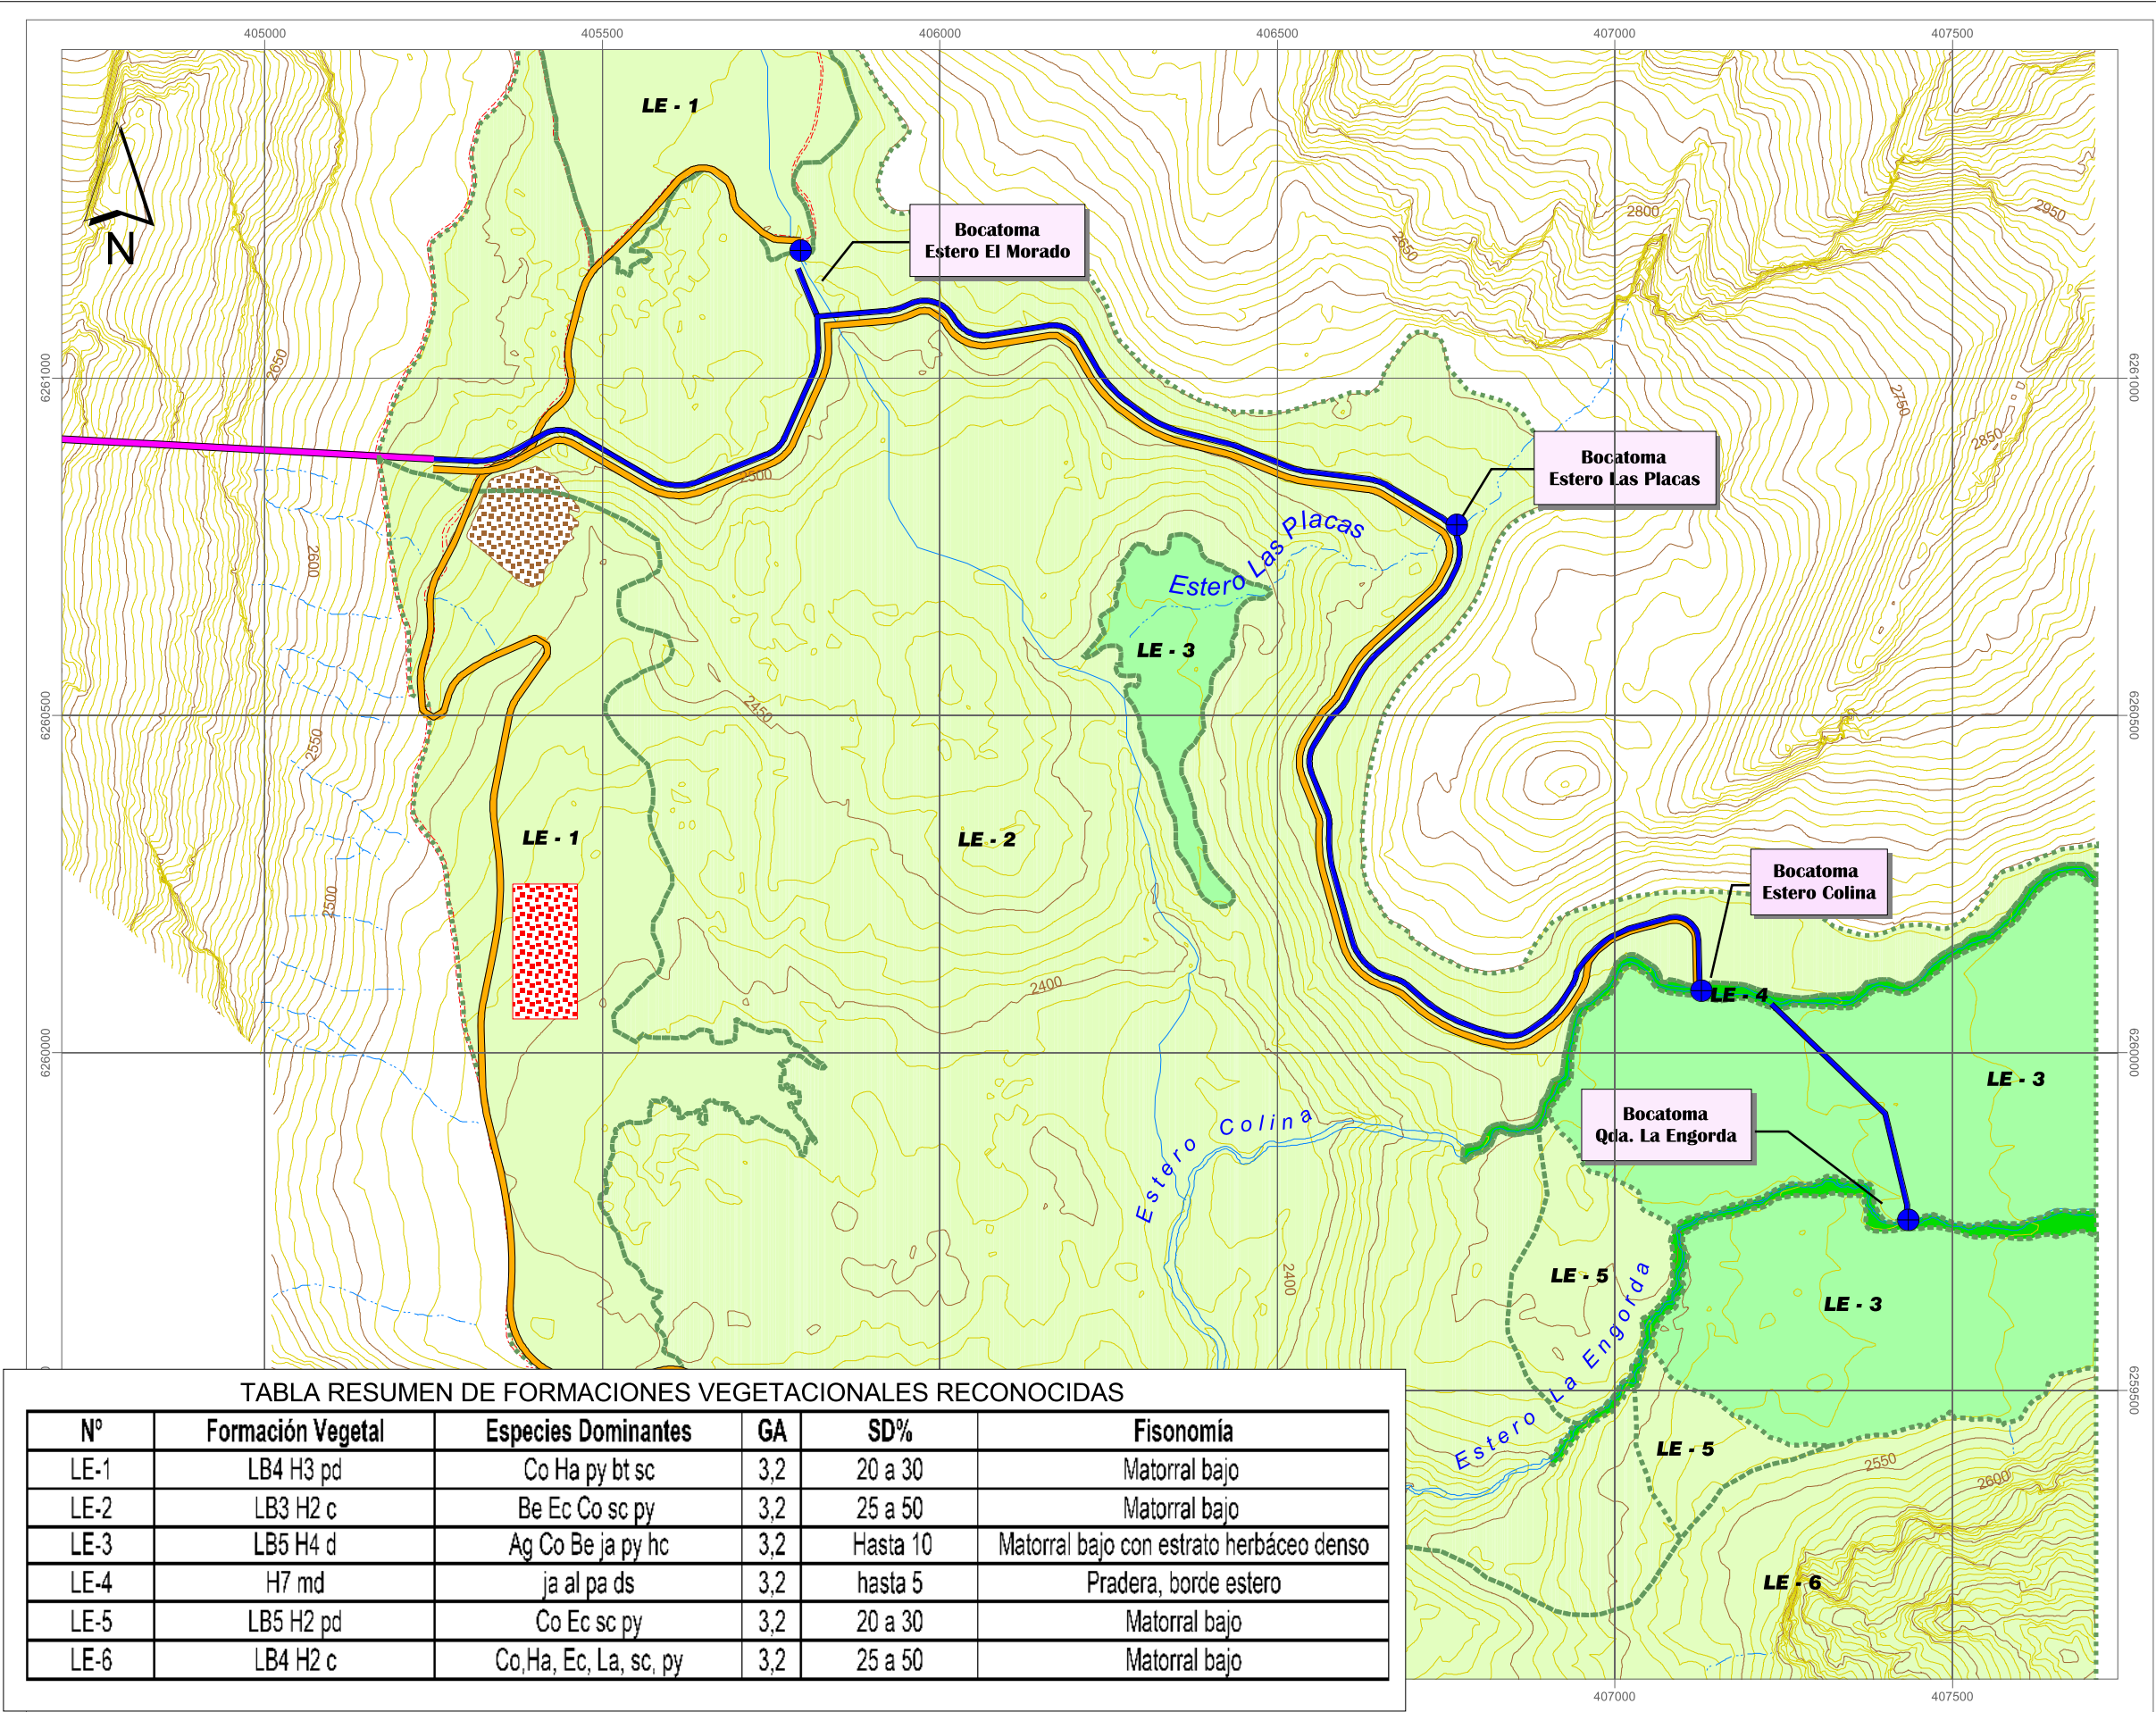 405000 405500 406000 406500 407000 407500
LE - 1
N
Bocatoma
Estero El Morado
2800
2950
2650
2650
6261000
6261000
2750
2850
Bocatoma
Estero Las Placas
2500
2600
Estero Las Placas
LE - 3
6260500
6260500
2450
2550
LE - 1
LE - 2
2500
Bocatoma
Estero Colina
2400
LE - 4
6260000
6260000
LE - 3
Bocatoma
Qda. La Engorda
Estero Colina
2400
LE - 5
LE - 3
Estero La Engorda
6259500
LE - 5
2550
2600
LE - 6
TABLA RESUMEN DE FORMACIONES VEGETACIONALES RECONOCIDAS
Nº Formación Vegetal Especies Dominantes GA SD% Fisonomía
LE-1 LB4 H3 pd Co Ha py bt sc 3,2 20 a 30 Matorral bajo
LE-2 LB3 H2 c Be Ec Co sc py 3,2 25 a 50 Matorral bajo
LE-3 LB5 H4 d Ag Co Be ja py hc 3,2 Hasta 10 Matorral bajo con estrato herbáceo denso
LE-4 H7 md ja al pa ds 3,2 hasta 5 Pradera, borde estero
LE-5 LB5 H2 pd Co Ec sc py 3,2 20 a 30 Matorral bajo
LE-6 LB4 H2 c Co,Ha, Ec, La, sc, py 3,2 25 a 50 Matorral bajo
407000 407500